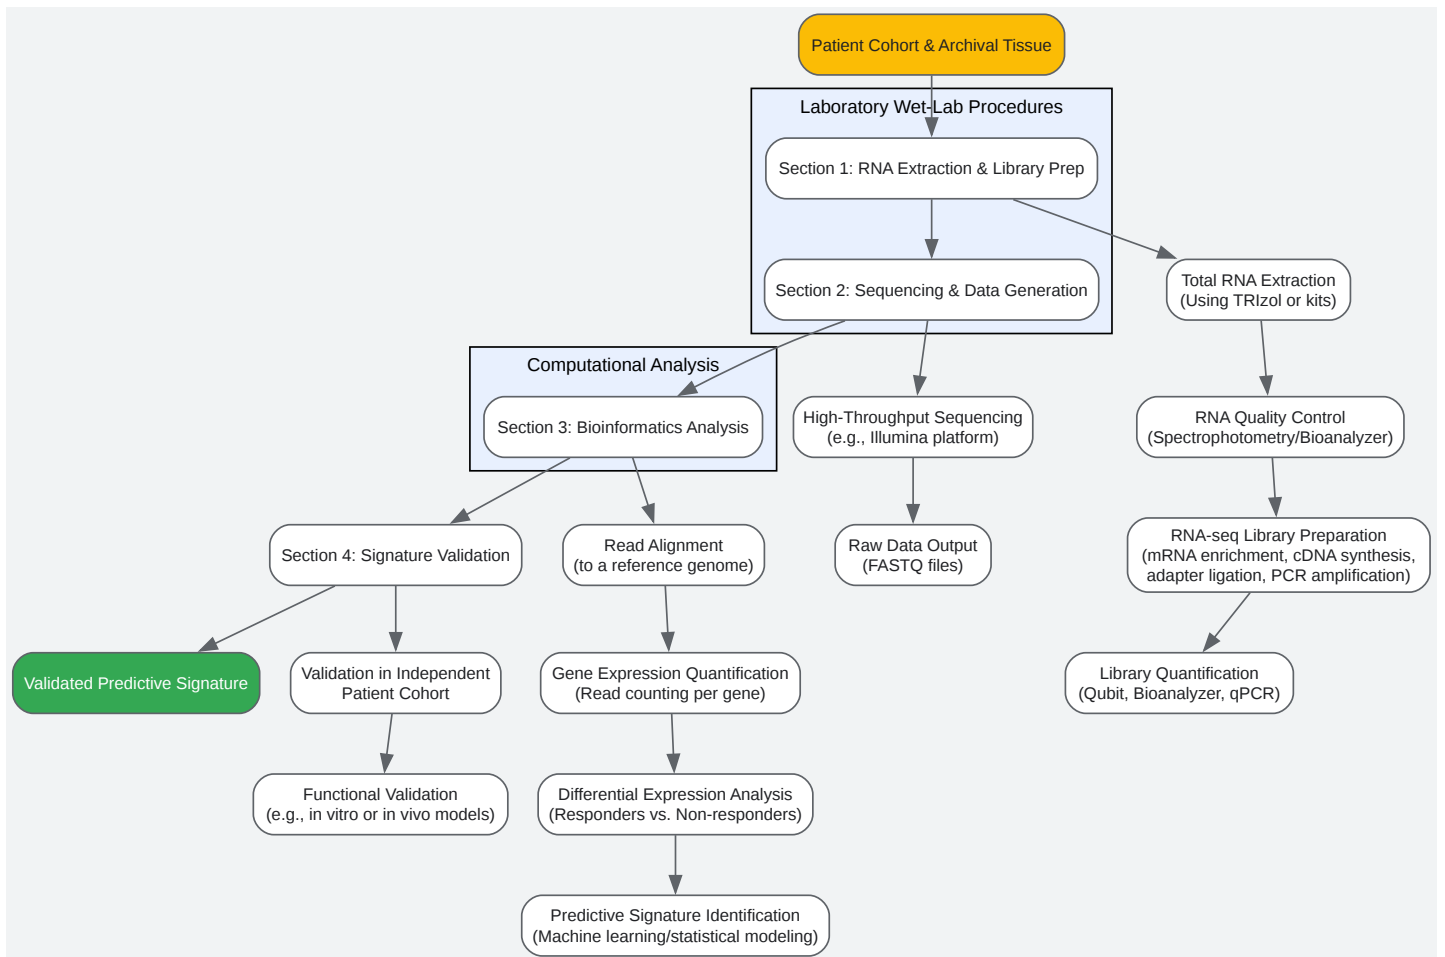 Patient Cohort & Archival Tissue
Laboratory Wet-Lab Procedures
Section 1: RNA Extraction & Library Prep
Section 2: Sequencing & Data Generation
Total RNA Extraction
(Using TRIzol or kits)
Computational Analysis
Section 3: Bioinformatics Analysis
High-Throughput Sequencing
(e.g., Illumina platform)
RNA Quality Control
(Spectrophotometry/Bioanalyzer)
Section 4: Signature Validation
Read Alignment
(to a reference genome)
Raw Data Output
(FASTQ files)
RNA-seq Library Preparation
(mRNA enrichment, cDNA synthesis,
adapter ligation, PCR amplification)
Validated Predictive Signature
Validation in Independent
Patient Cohort
Gene Expression Quantification
(Read counting per gene)
Library Quantification
(Qubit, Bioanalyzer, qPCR)
Functional Validation
(e.g., in vitro or in vivo models)
Differential Expression Analysis
(Responders vs. Non-responders)
Predictive Signature Identification
(Machine learning/statistical modeling)